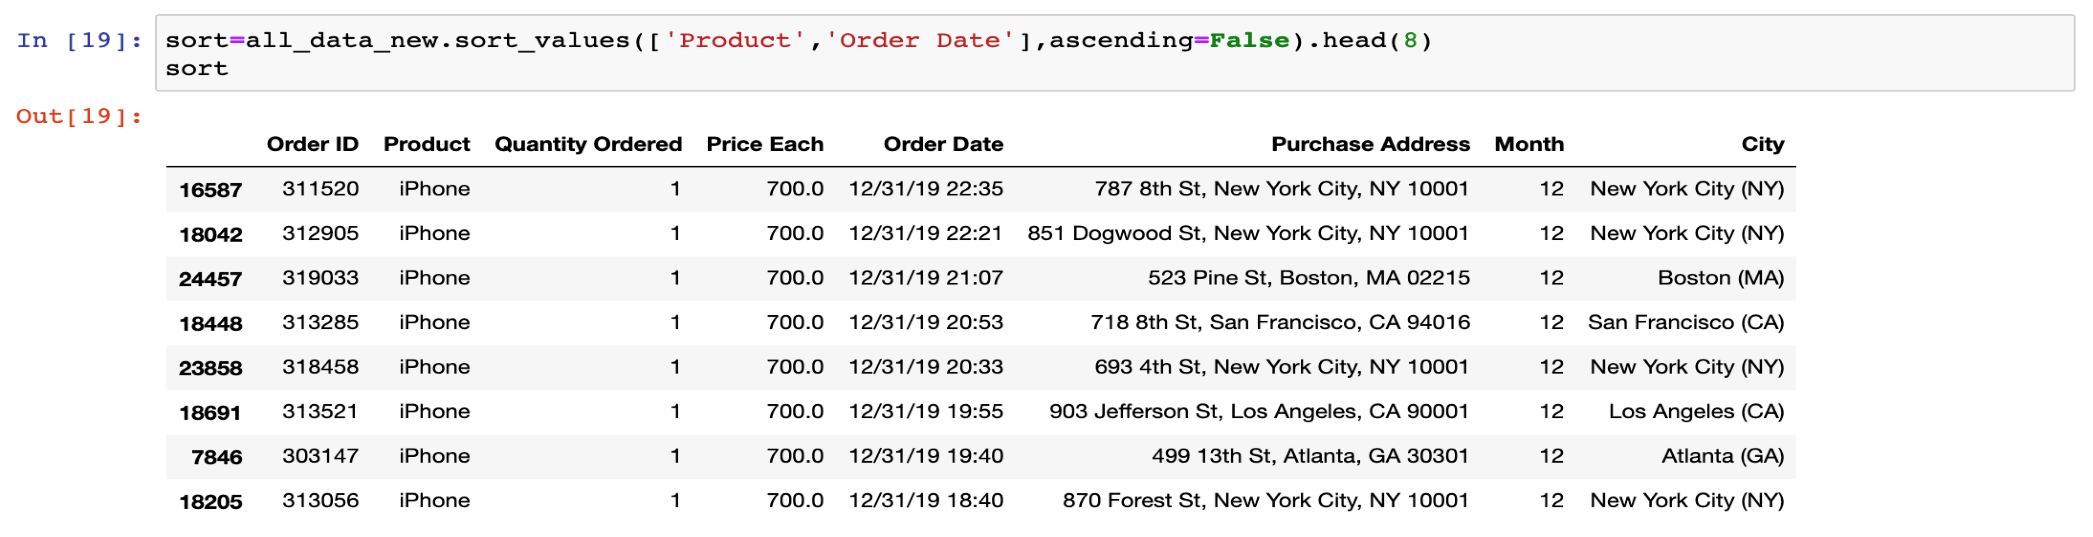 In [19]: sort=all_data_new.sort_values(['Product','Order Date'],ascending=False).head(8)
sort
Out[19]:
Order ID Product Quantity Ordered Price Each Order Date Purchase Address Month City
16587 311520 iPhone 1 700.0 12/31/19 22:35 787 8th St, New York City, NY 10001 12 New York City (NY)
18042 312905 iPhone 1 700.0 12/31/19 22:21 851 Dogwood St, New York City, NY 10001 12 New York City (NY)
24457 319033 iPhone 1 700.0 12/31/19 21:07 523 Pine St, Boston, MA 02215 12 Boston (MA)
18448 313285 iPhone 1 700.0 12/31/19 20:53 718 8th St, San Francisco, CA 94016 12 San Francisco (CA)
23858 318458 iPhone 1 700.0 12/31/19 20:33 693 4th St, New York City, NY 10001 12 New York City (NY)
18691 313521 iPhone 1 700.0 12/31/19 19:55 903 Jefferson St, Los Angeles, CA 90001 12 Los Angeles (CA)
7846 303147 iPhone 1 700.0 12/31/19 19:40 499 13th St, Atlanta, GA 30301 12 Atlanta (GA)
18205 313056 iPhone 1 700.0 12/31/19 18:40 870 Forest St, New York City, NY 10001 12 New York City (NY)